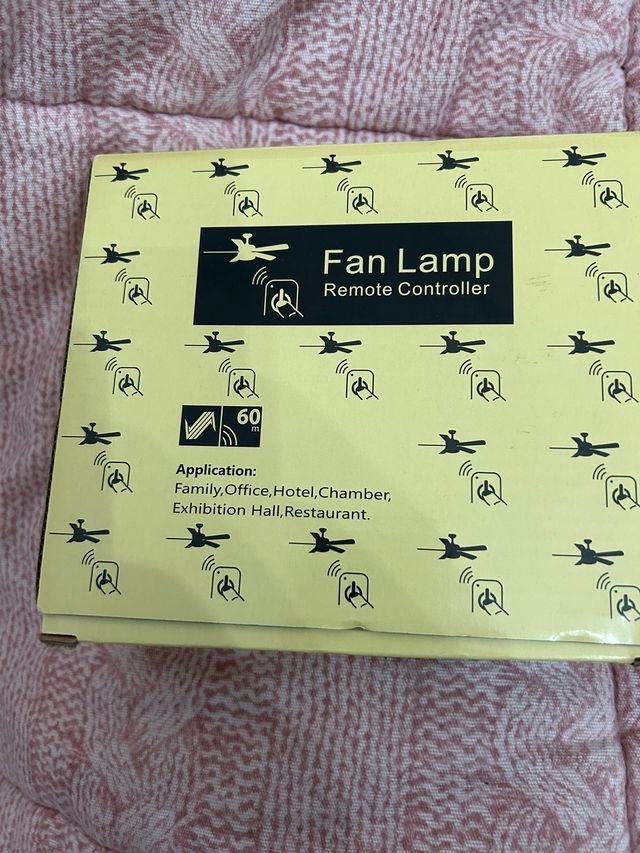 Fan Lamp
Remote Controller
60
m
Application:
Family,Office,Hotel,Chamber,
Exhibition Hall,Restaurant.